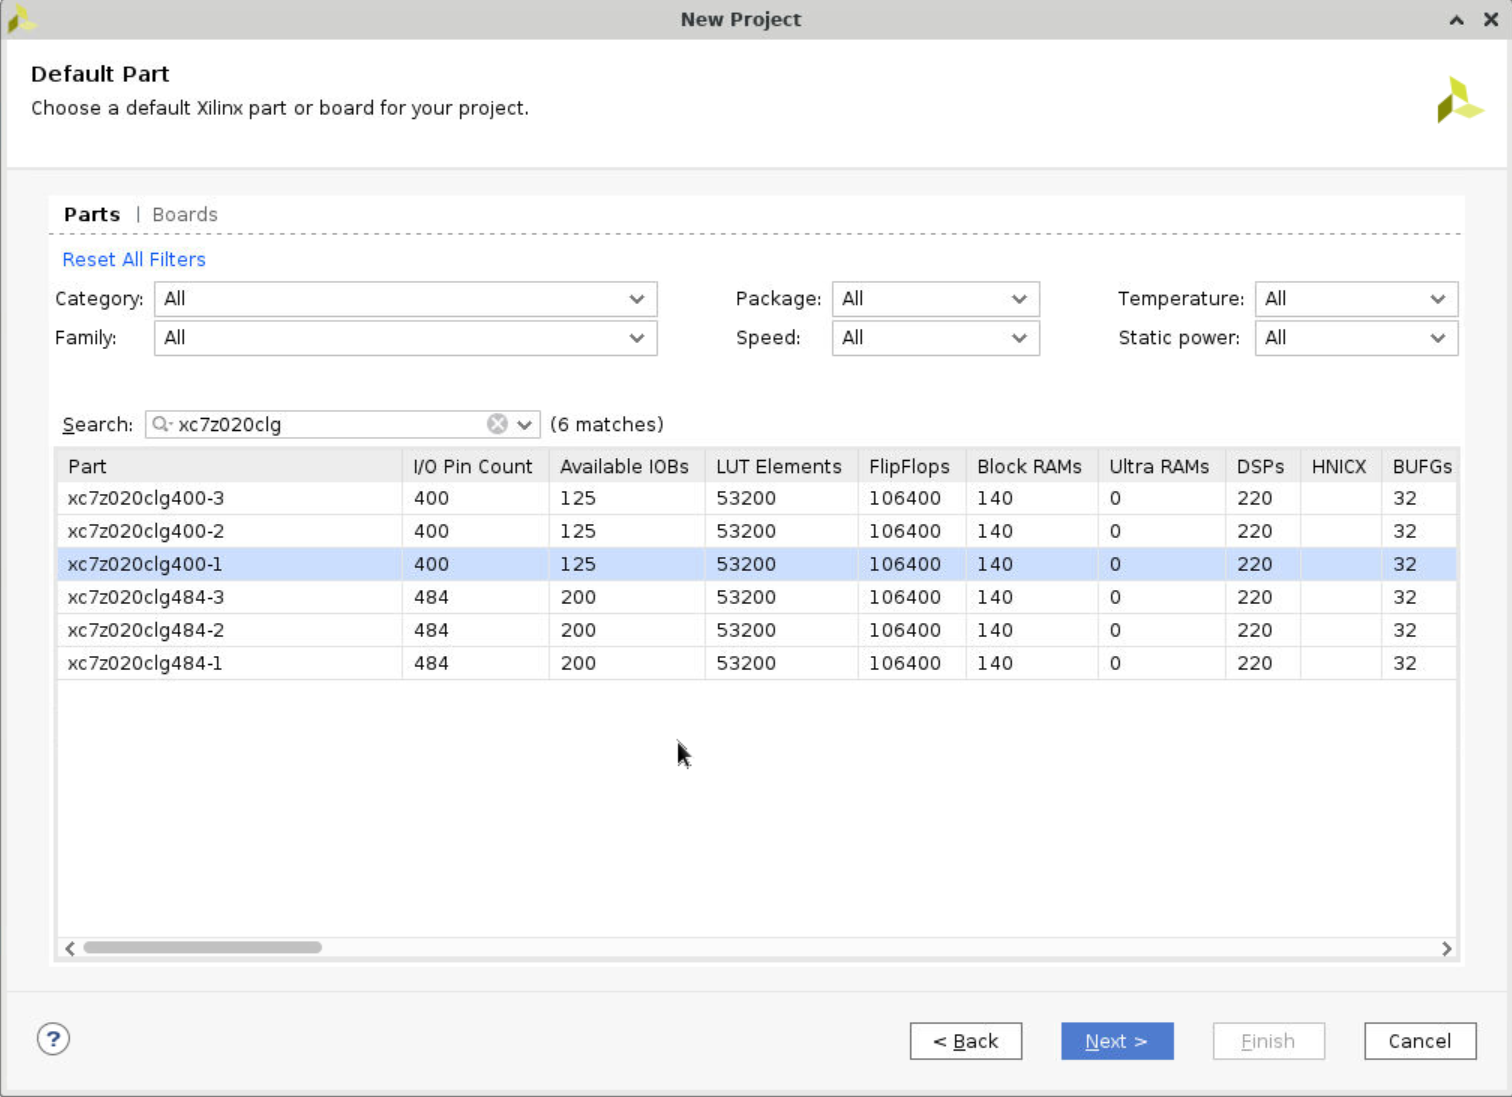 New Project
Default Part
Choose a default Xilinx part or board for your project.
Parts | Boards
Reset All Filters
Category: All Package: All Temperature: All
Family: All Speed: All Static power: All
Search: xc7z020clg (6 matches)
Part I/O Pin Count Available IOBs LUT Elements FlipFlops Block RAMs Ultra RAMs DSPs HNICX BUFGs
xc7z020clg400-3 400 125 53200 106400 140 0 220 32
xc7z020clg400-2 400 125 53200 106400 140 0 220 32
xc7z020clg400-1 400 125 53200 106400 140 0 220 32
xc7z020clg484-3 484 200 53200 106400 140 0 220 32
xc7z020clg484-2 484 200 53200 106400 140 0 220 32
xc7z020clg484-1 484 200 53200 106400 140 0 220 32
? < Back Next > Finish Cancel